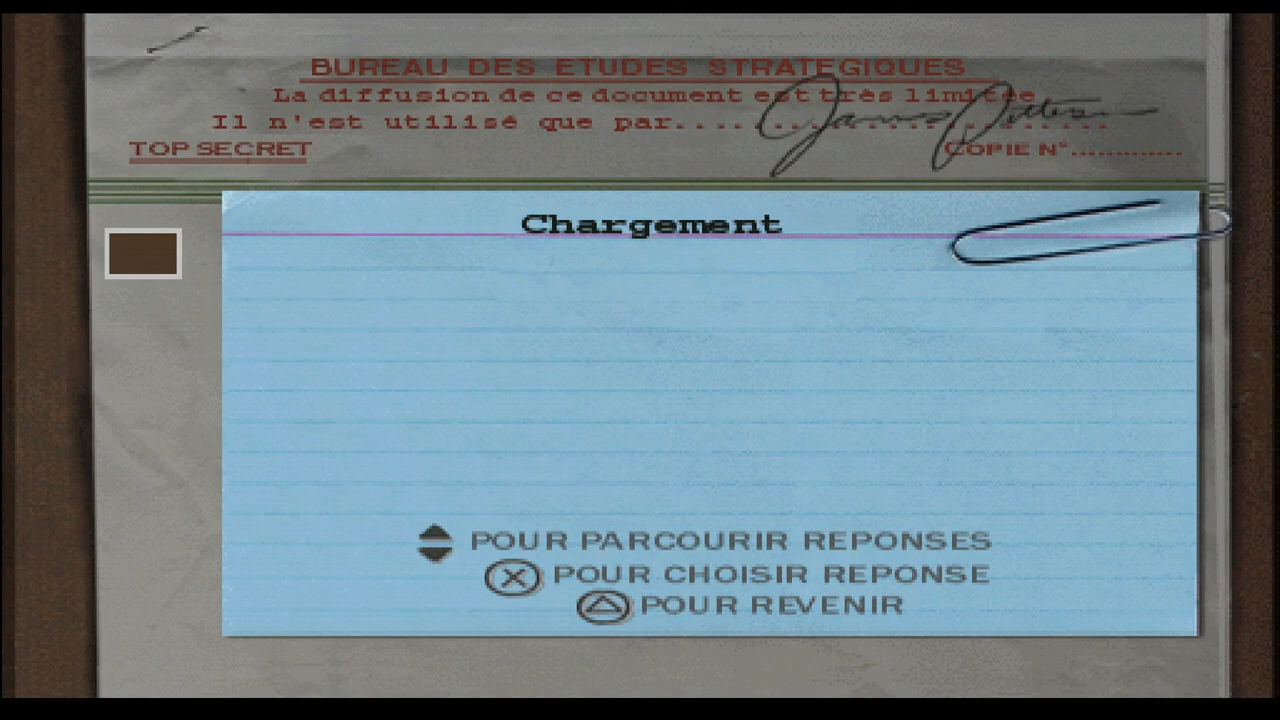 BUREAU DES ETUDES STRATEGIQUES
La diffusion de ce document est très limitée
Il n'est utilisé que par....
TOP SECRET
COPIE N°.............
Chargement
POUR PARCOURIR REPONSES
POUR CHOISIR REPONSE
POUR REVENIR